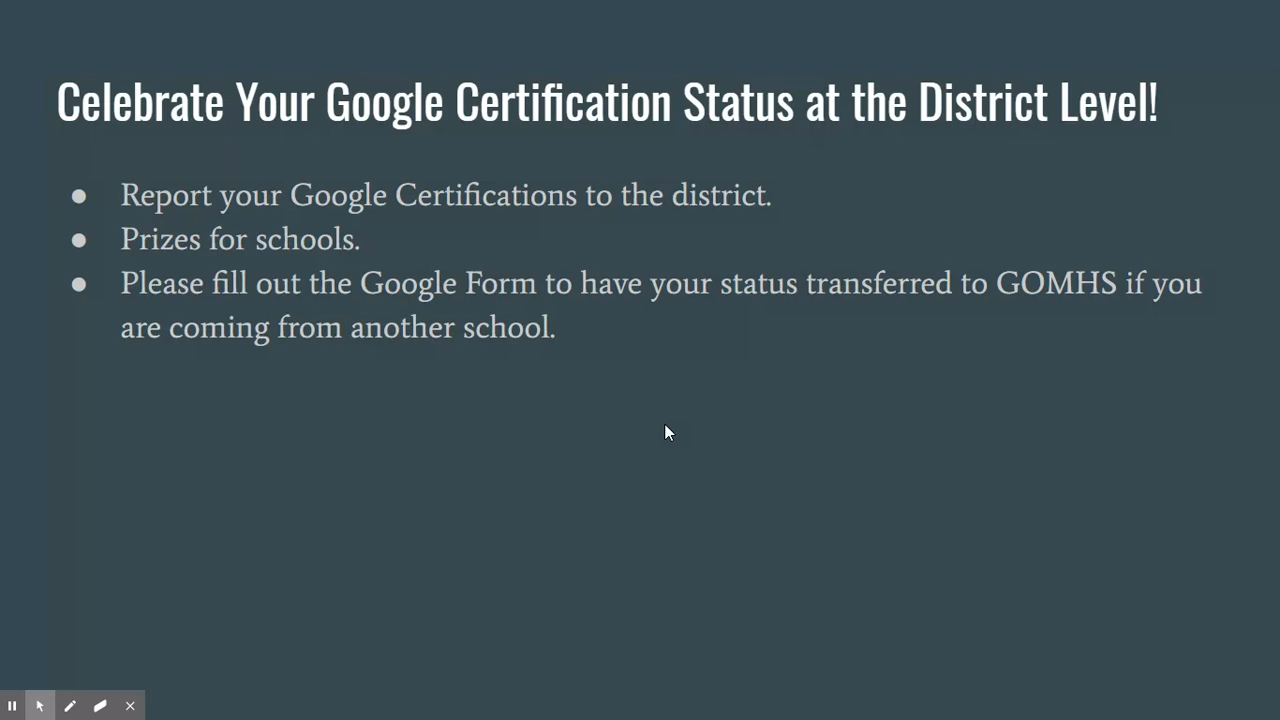 Celebrate Your Google Certification Status at the District Level!
● Report your Google Certifications to the district.
● Prizes for schools.
● Please fill out the Google Form to have your status transferred to GOMHS if you
are coming from another school.